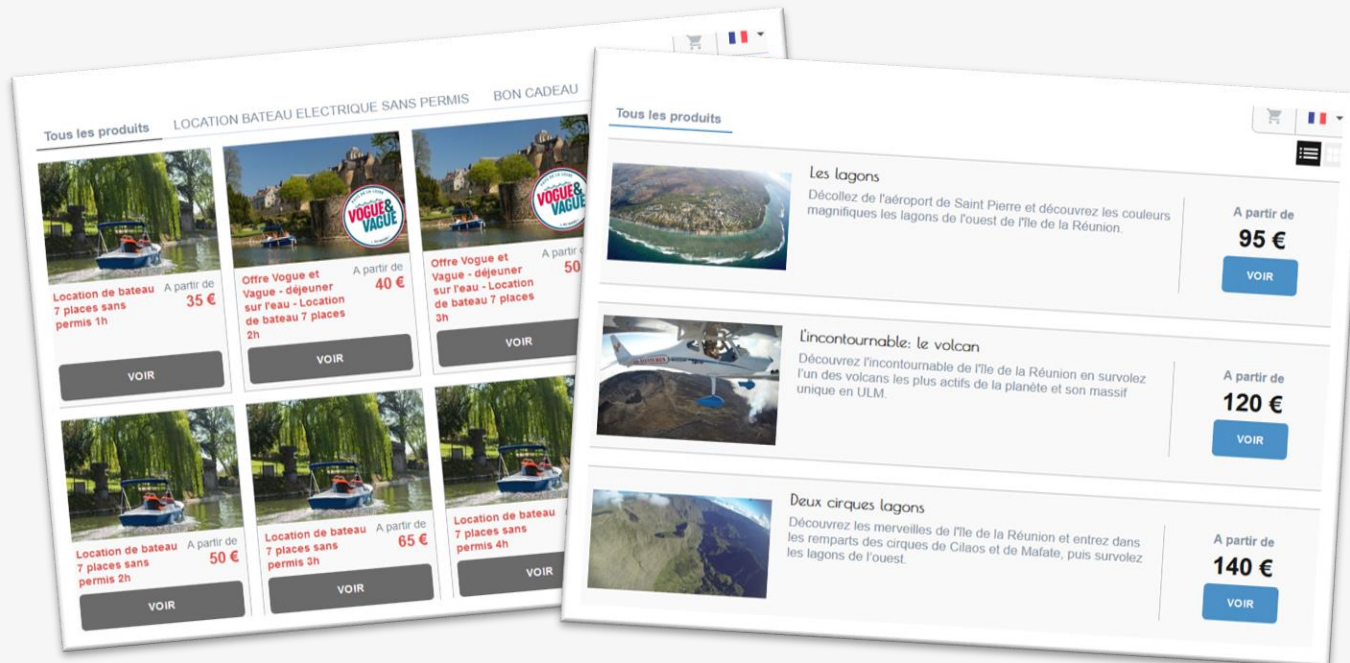 Tous les produits
LOCATION BATEAU ELECTRIQUE SANS PERMIS
BON CADEAU
Location de bateau
7 places sans
permis 1h
A partir de
35 €
VOIR
VOGUE&
VAGUE
Offre Vogue et
Vague - déjeuner
sur l'eau - Location
de bateau 7 places
2h
A partir de
40 €
VOIR
VOGUE&
VAGUE
Offre Vogue et
Vague - déjeuner
sur l'eau - Location
de bateau 7 places
3h
A partir
50
VOIR
Location de bateau
7 places sans
permis 2h
A partir de
50 €
VOIR
Location de bateau
7 places sans
permis 3h
A partir de
65 €
VOIR
Location de bateau
7 places sans
permis 4h
VOIR
Tous les produits
Les lagons
Décollez de l'aéroport de Saint Pierre et découvrez les couleurs
magnifiques les lagons de l'ouest de l'île de la Réunion.
A partir de
95 €
VOIR
L'incontournable: le volcan
Découvrez l'incontournable de l'île de la Réunion en survolez
l'un des volcans les plus actifs de la planète et son massif
unique en ULM.
A partir de
120 €
VOIR
Deux cirques lagons
Découvrez les merveilles de l'île de la Réunion et entrez dans
les remparts des cirques de Cilaos et de Mafate, puis survolez
les lagons de l'ouest.
A partir de
140 €
VOIR